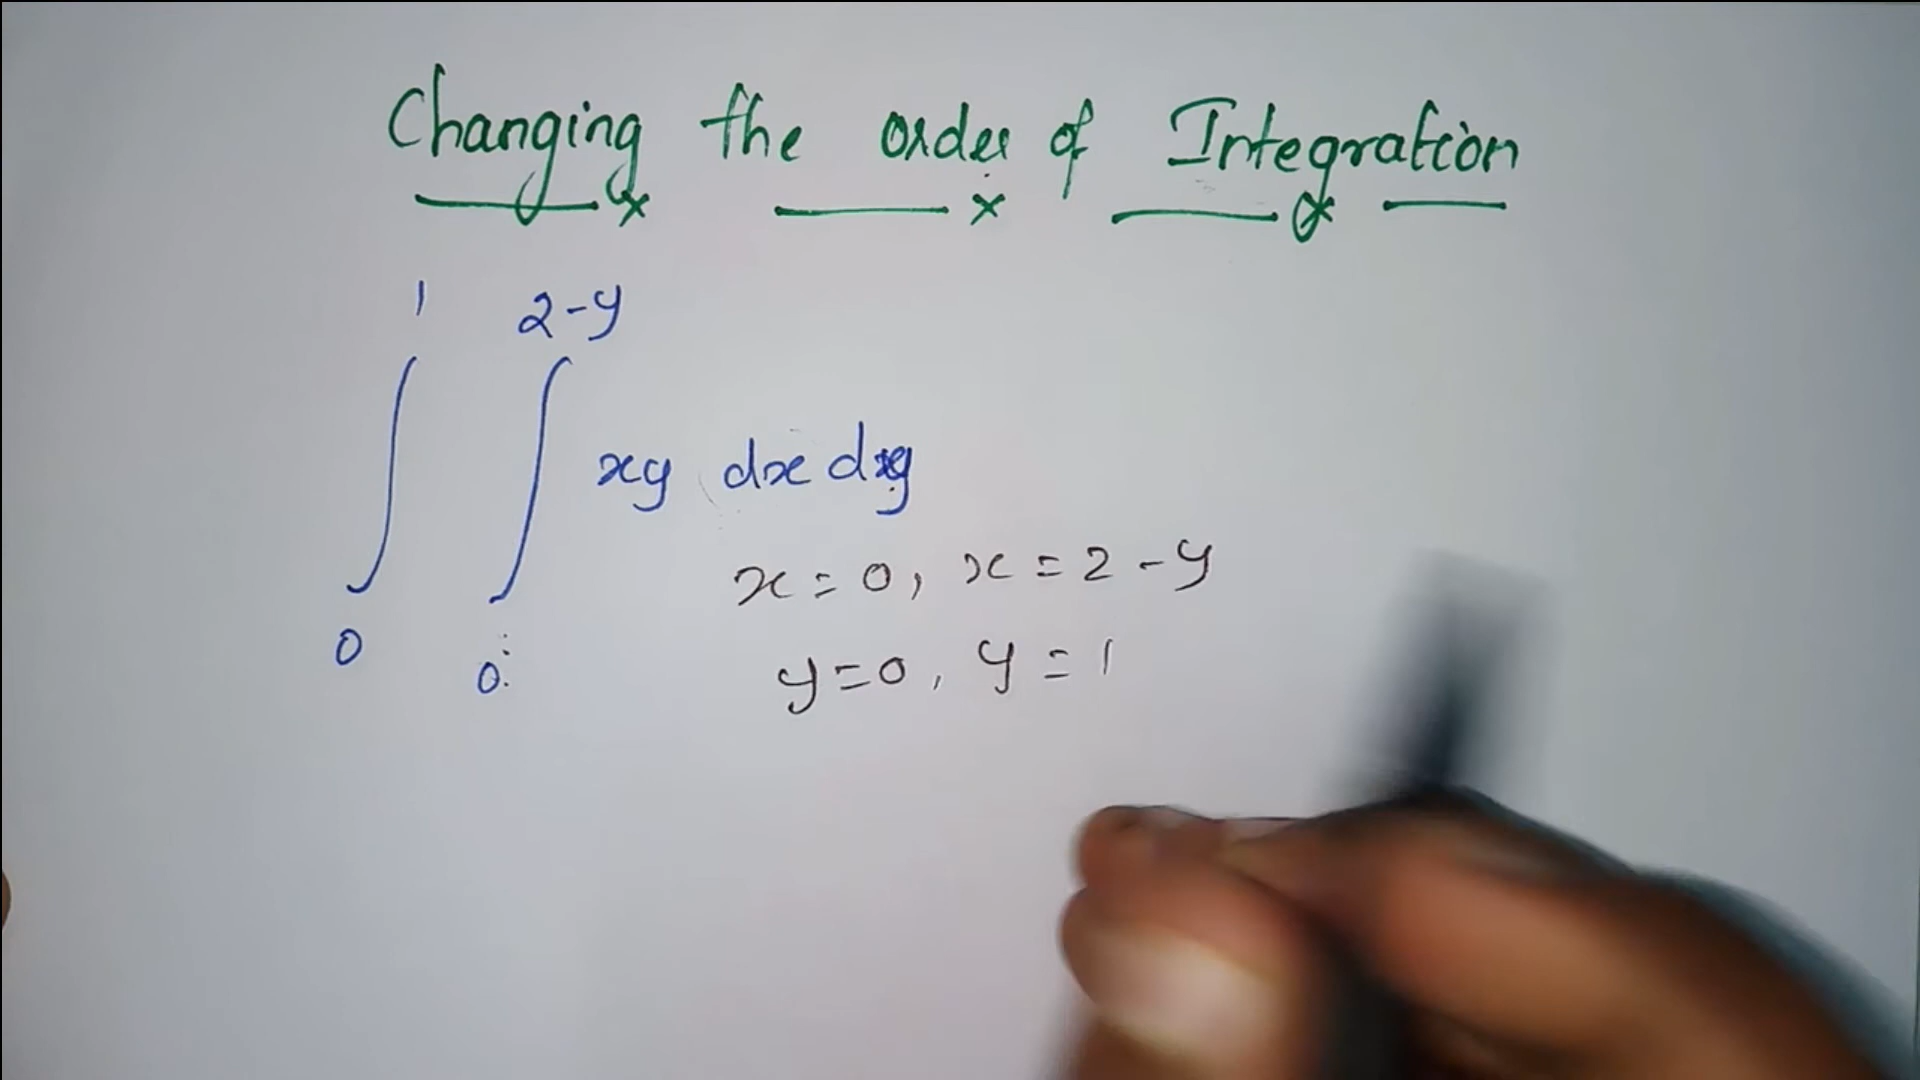 Changing the order of Integration
1 2-y
∫ ∫ xy dx dy
0 0
x = 0, x = 2 - y
y = 0, y = 1